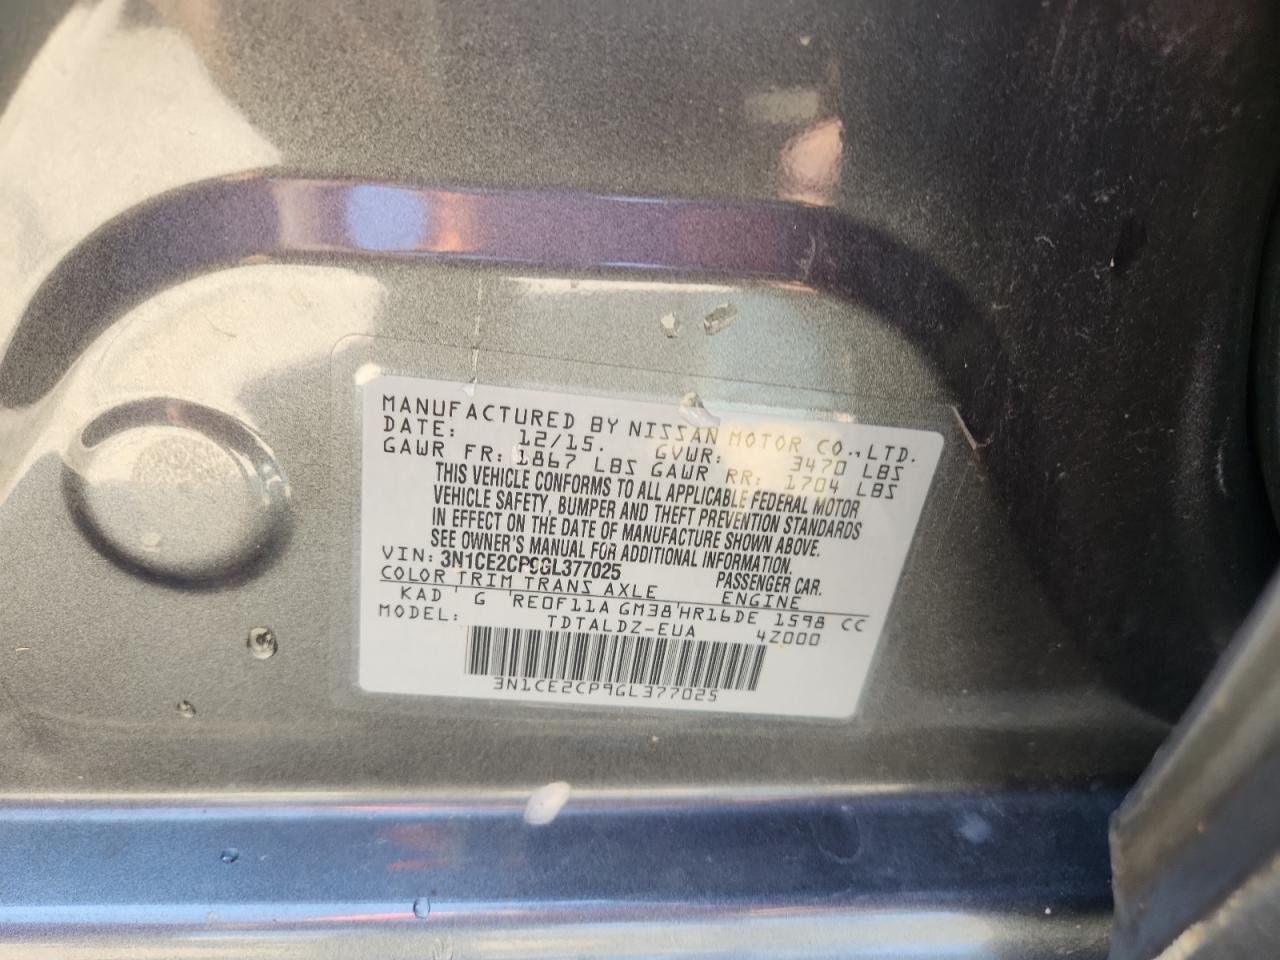 MANUFACTURED BY NISSAN MOTOR CO.,LTD.
DATE: 12/15. GVWR: 3470 LBS
GAWR FR: 1867 LBS GAWR RR: 1704 LBS
THIS VEHICLE CONFORMS TO ALL APPLICABLE FEDERAL MOTOR
VEHICLE SAFETY, BUMPER AND THEFT PREVENTION STANDARDS
IN EFFECT ON THE DATE OF MANUFACTURE SHOWN ABOVE.
SEE OWNER'S MANUAL FOR ADDITIONAL INFORMATION.
VIN: 3N1CE2CP9GL377025 PASSENGER CAR.
COLOR TRIM TRANS AXLE ENGINE
KAD G RE0F11A GM38 HR16DE 1598 CC
MODEL: TDTALDZ-EUA 4Z000
3N1CE2CP9GL377025